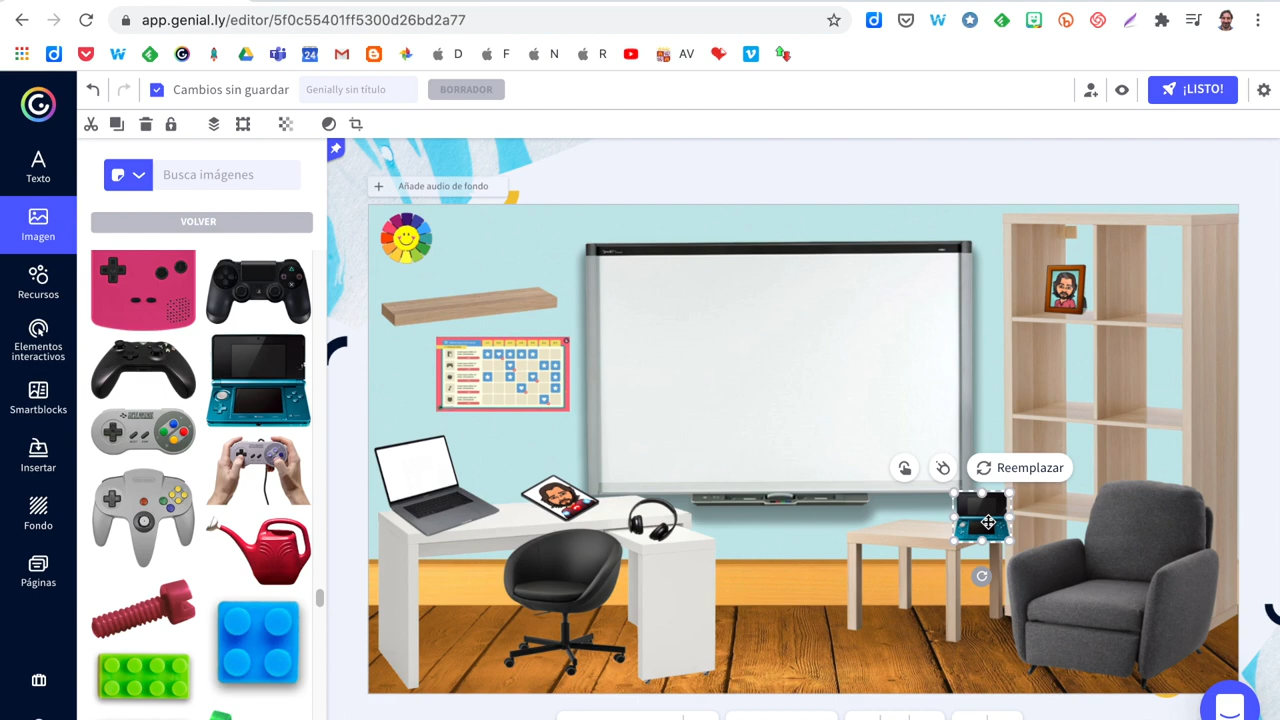 app.genial.ly/editor/5f0c55401ff5300d26bd2a77
D
F
N
R
AV
Cambios sin guardar
Genially sin título
BORRADOR
¡LISTO!
Texto
Imagen
Recursos
Elementos
interactivos
Smartblocks
Insertar
Fondo
Páginas
Busca imágenes
VOLVER
Añade audio de fondo
Reemplazar